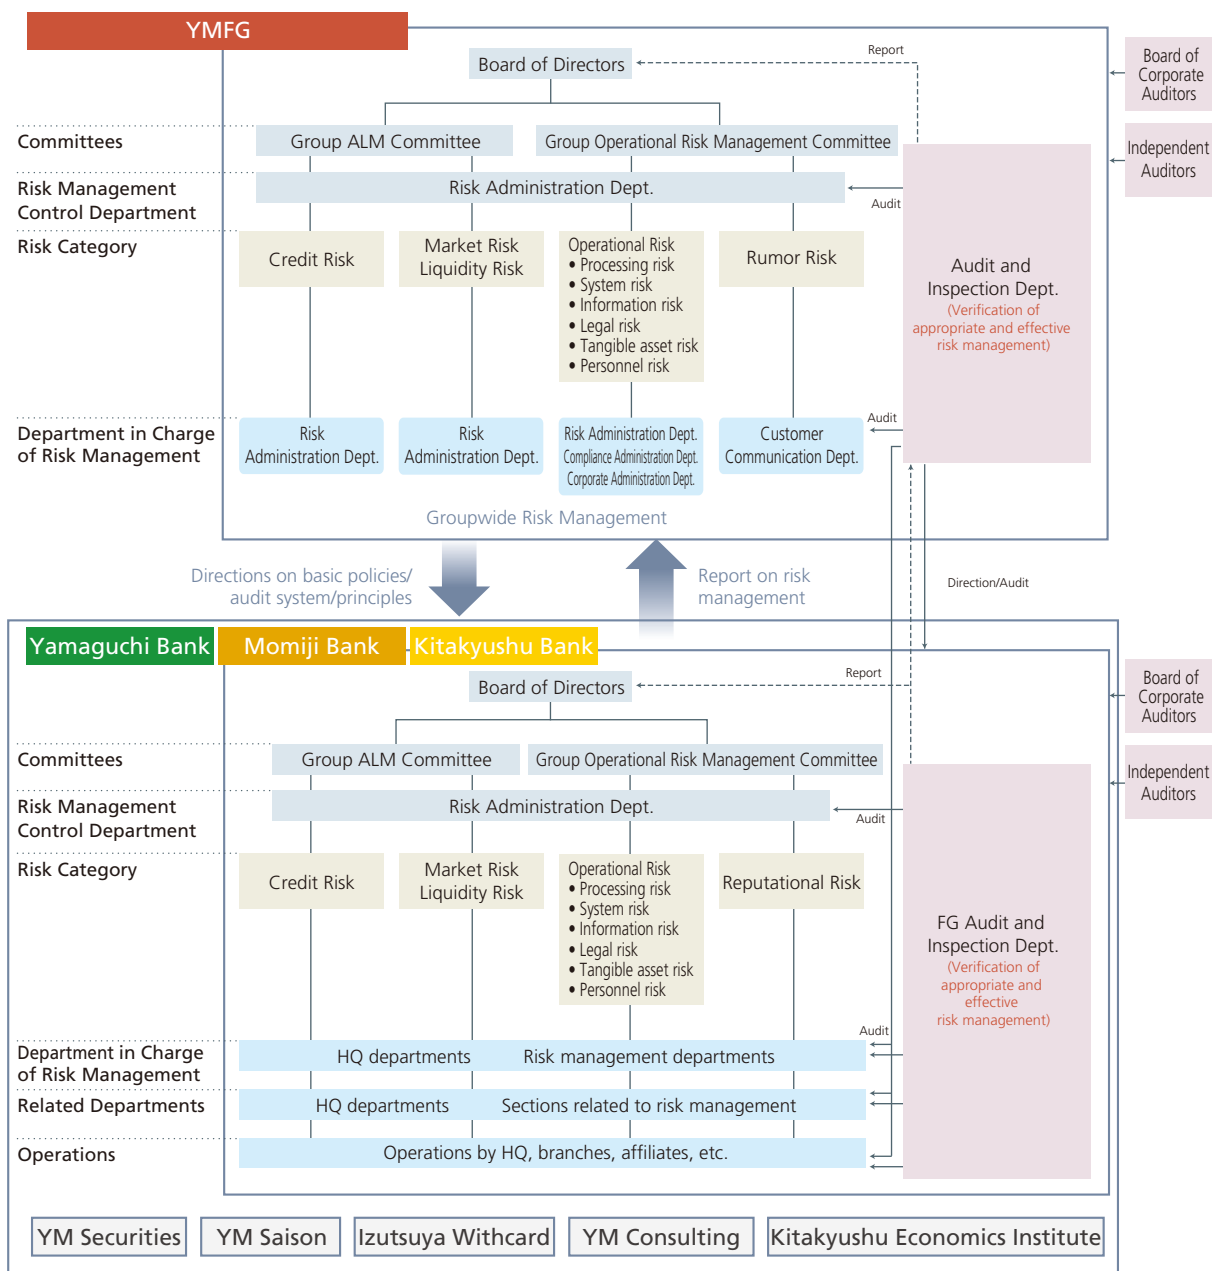 YMFG
Report
Board of Directors
Board of
Corporate
Auditors
Committees
Group ALM Committee
Group Operational Risk Management Committee
Independent
Auditors
Risk Management
Control Department
Risk Administration Dept.
Audit
Risk Category
Credit Risk
Market Risk
Liquidity Risk
Operational Risk
• Processing risk
• System risk
• Information risk
• Legal risk
• Tangible asset risk
• Personnel risk
Rumor Risk
Audit and
Inspection Dept.
(Verification of
appropriate and effective
risk management)
Department in Charge
of Risk Management
Risk
Administration Dept.
Risk
Administration Dept.
Risk Administration Dept.
Compliance Administration Dept.
Corporate Administration Dept.
Customer
Communication Dept.
Audit
Groupwide Risk Management
Directions on basic policies/
audit system/principles
Report on risk
management
Direction/Audit
Yamaguchi Bank
Momiji Bank
Kitakyushu Bank
Report
Board of Directors
Board of
Corporate
Auditors
Committees
Group ALM Committee
Group Operational Risk Management Committee
Independent
Auditors
Risk Management
Control Department
Risk Administration Dept.
Audit
Risk Category
Credit Risk
Market Risk
Liquidity Risk
Operational Risk
• Processing risk
• System risk
• Information risk
• Legal risk
• Tangible asset risk
• Personnel risk
Reputational Risk
FG Audit and
Inspection Dept.
(Verification of
appropriate and
effective
risk management)
Audit
Department in Charge
of Risk Management
HQ departments
Risk management departments
Related Departments
HQ departments
Sections related to risk management
Operations
Operations by HQ, branches, affiliates, etc.
YM Securities
YM Saison
Izutsuya Withcard
YM Consulting
Kitakyushu Economics Institute